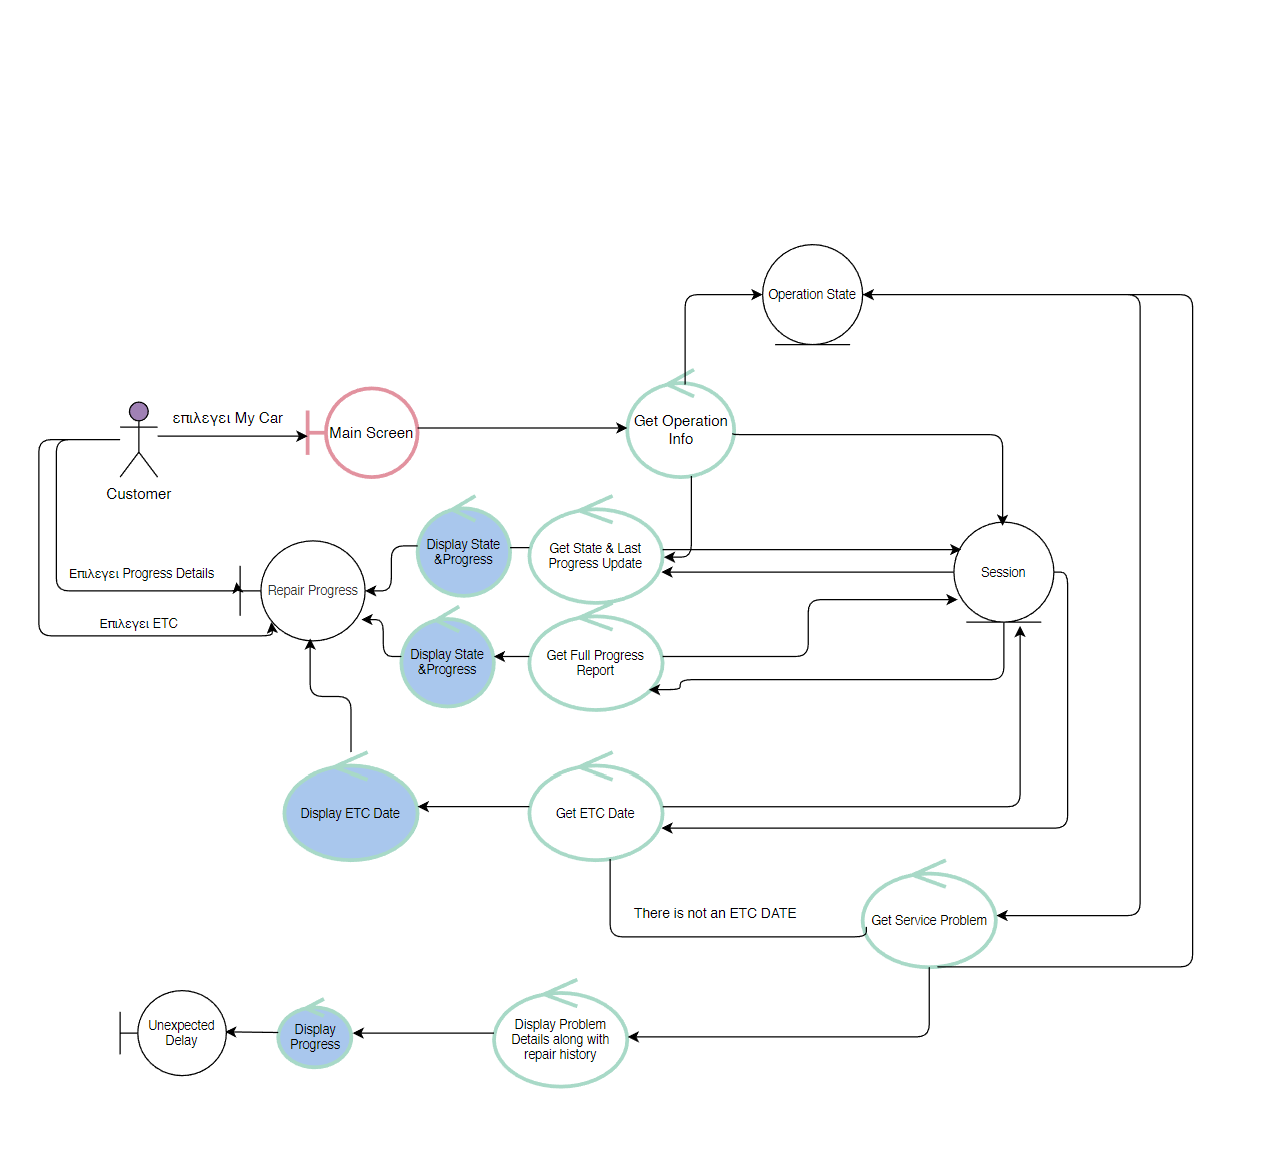 Operation State
επιλεγει My Car
Main Screen
Get Operation
Info
Customer
Display State
&Progress
Get State & Last
Progress Update
Session
Επιλεγει Progress Details
Repair Progress
Επιλεγει ETC
Display State
&Progress
Get Full Progress
Report
Display ETC Date
Get ETC Date
There is not an ETC DATE
Get Service Problem
Unexpected
Delay
Display
Progress
Display Problem
Details along with
repair history